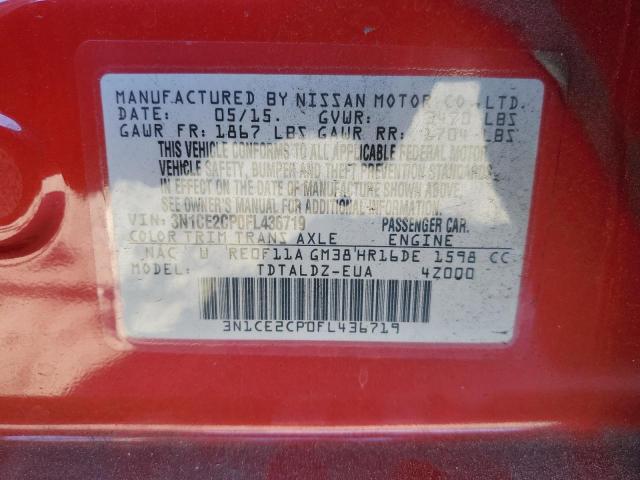 MANUFACTURED BY NISSAN MOTOR CO.,LTD.
DATE: 05/15. GVWR: 3470 LBS
GAWR FR: 1867 LBS GAWR RR: 1704 LBS
THIS VEHICLE CONFORMS TO ALL APPLICABLE FEDERAL MOTOR
VEHICLE SAFETY, BUMPER AND THEFT PREVENTION STANDARDS
IN EFFECT ON THE DATE OF MANUFACTURE SHOWN ABOVE.
SEE OWNER'S MANUAL FOR ADDITIONAL INFORMATION.
VIN: 3N1CE2CP0FL436719 PASSENGER CAR.
COLOR TRIM TRANS AXLE ENGINE
NAC U RE0F11A GM38 HR16DE 1598 CC
MODEL: TDTALDZ-EUA 4Z000
3N1CE2CP0FL436719